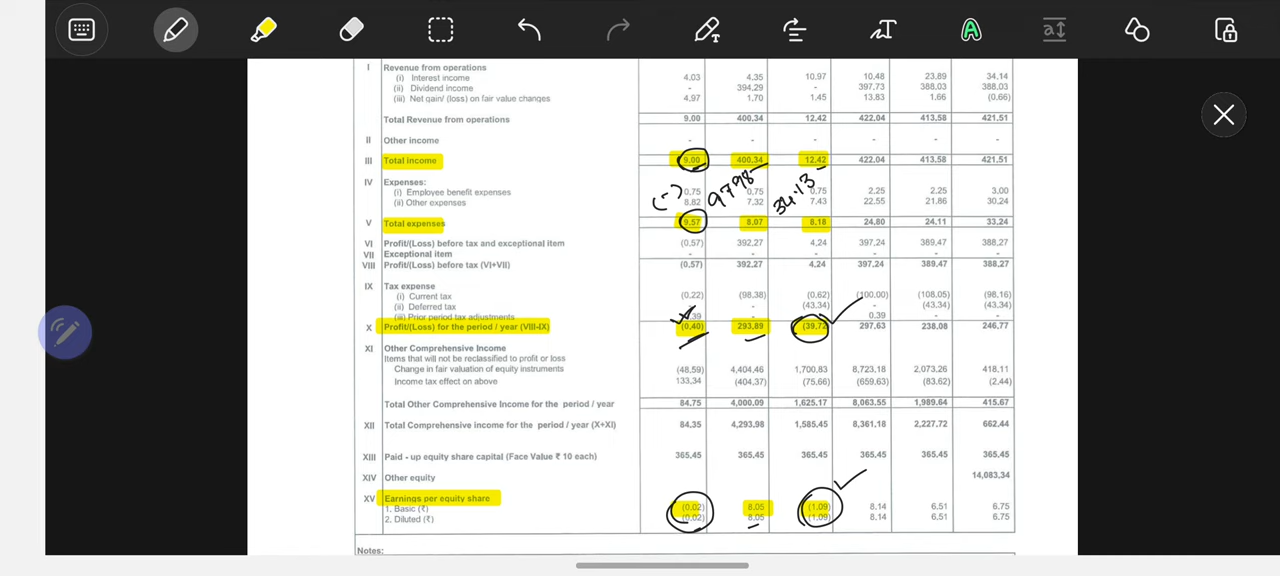 I Revenue from operations
(i) Interest income 4.03 4.35 10.97 10.48 23.89 34.14
(ii) Dividend income - 394.29 - 397.73 388.03 388.03
(iii) Net gain/ (loss) on fair value changes 4.97 1.70 1.45 13.83 1.66 (0.66)
Total Revenue from operations 9.00 400.34 12.42 422.04 413.58 421.51
II Other income - - - - - -
III Total income 9.00 400.34 12.42 422.04 413.58 421.51
IV Expenses:
(i) Employee benefit expenses 0.75 0.75 0.75 2.25 2.25 3.00
(ii) Other expenses 8.82 7.32 7.43 22.55 21.86 30.24
(-) 97.98 34.13
V Total expenses 9.57 8.07 8.18 24.80 24.11 33.24
VI Profit/(Loss) before tax and exceptional item (0.57) 392.27 4.24 397.24 389.47 388.27
VII Exceptional item - - - - - -
VIII Profit/(Loss) before tax (VI+VII) (0.57) 392.27 4.24 397.24 389.47 388.27
IX Tax expense
(i) Current tax (0.22) (98.38) (0.62) (100.00) (108.05) (98.16)
(ii) Deferred tax - - (43.34) - (43.34) (43.34)
(iii) Prior period tax adjustments .39 - - 0.39 - -
X Profit/(Loss) for the period / year (VIII-IX) (0.40) 293.89 (39.72 297.63 238.08 246.77
XI Other Comprehensive Income
Items that will not be reclassified to profit or loss
Change in fair valuation of equity instruments (48.59) 4,404.46 1,700.83 8,723.18 2,073.26 418.11
Income tax effect on above 133.34 (404.37) (75.66) (659.63) (83.62) (2.44)
Total Other Comprehensive Income for the period / year 84.75 4,000.09 1,625.17 8,063.55 1,989.64 415.67
XII Total Comprehensive income for the period / year (X+XI) 84.35 4,293.98 1,585.45 8,361.18 2,227.72 662.44
XIII Paid - up equity share capital (Face Value ₹ 10 each) 365.45 365.45 365.45 365.45 365.45 365.45
XIV Other equity 14,083.34
XV Earnings per equity share
1. Basic (₹) (0.02) 8.05 (1.09) 8.14 6.51 6.75
2. Diluted (₹) (0.02) 8.05 (1.09) 8.14 6.51 6.75
Notes: